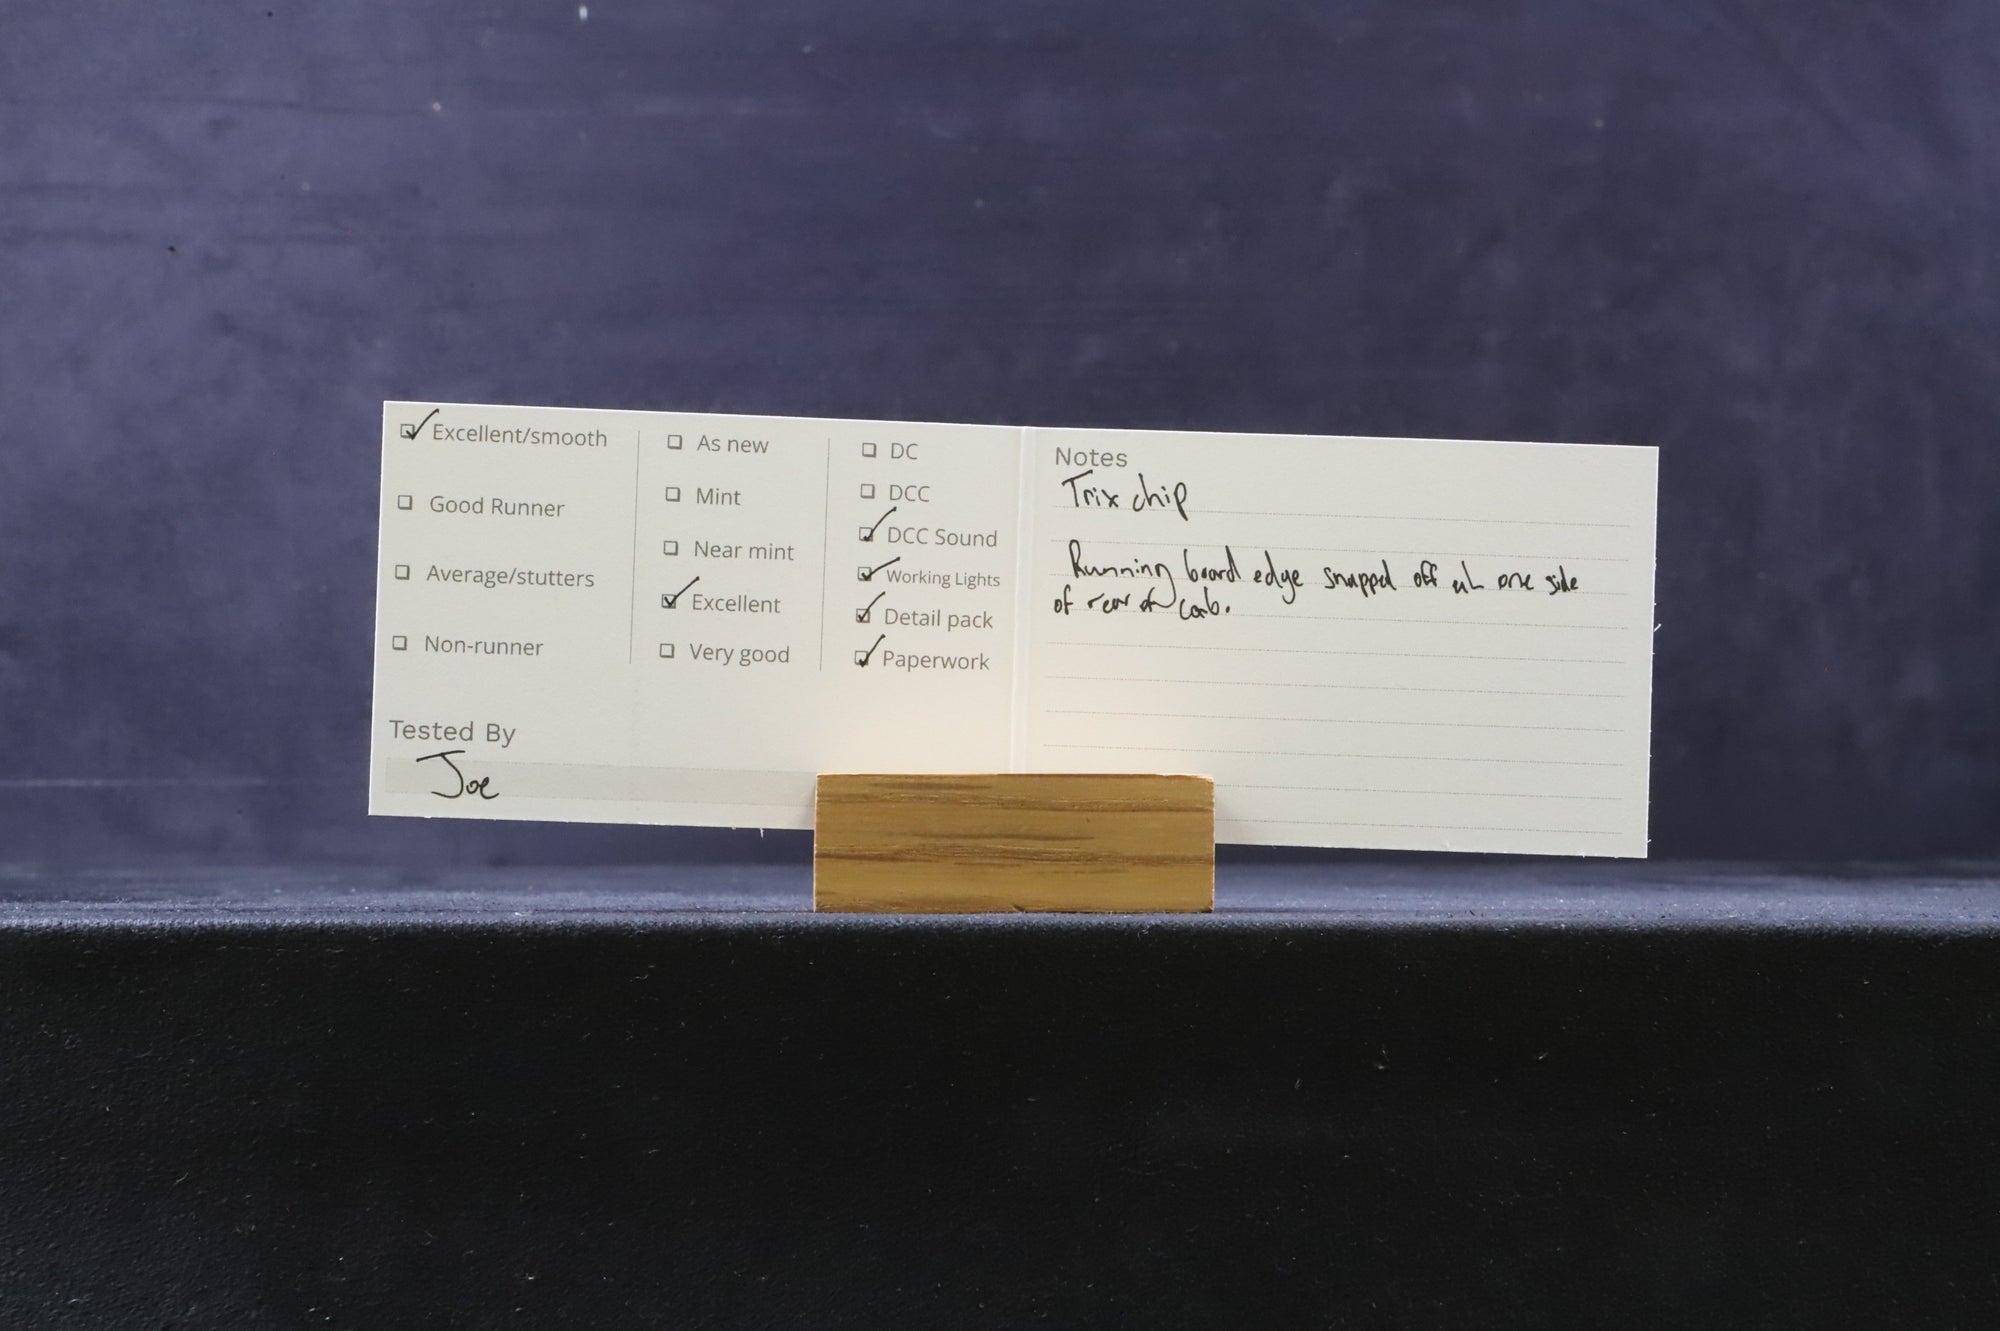 Excellent/smooth
Good Runner
Average/stutters
Non-runner
As new
Mint
Near mint
Excellent
Very good
DC
DCC
DCC Sound
Working Lights
Detail pack
Paperwork
Tested By
Joe
Notes
Trix chip
Running board edge snapped off at one side
of rear of cab.